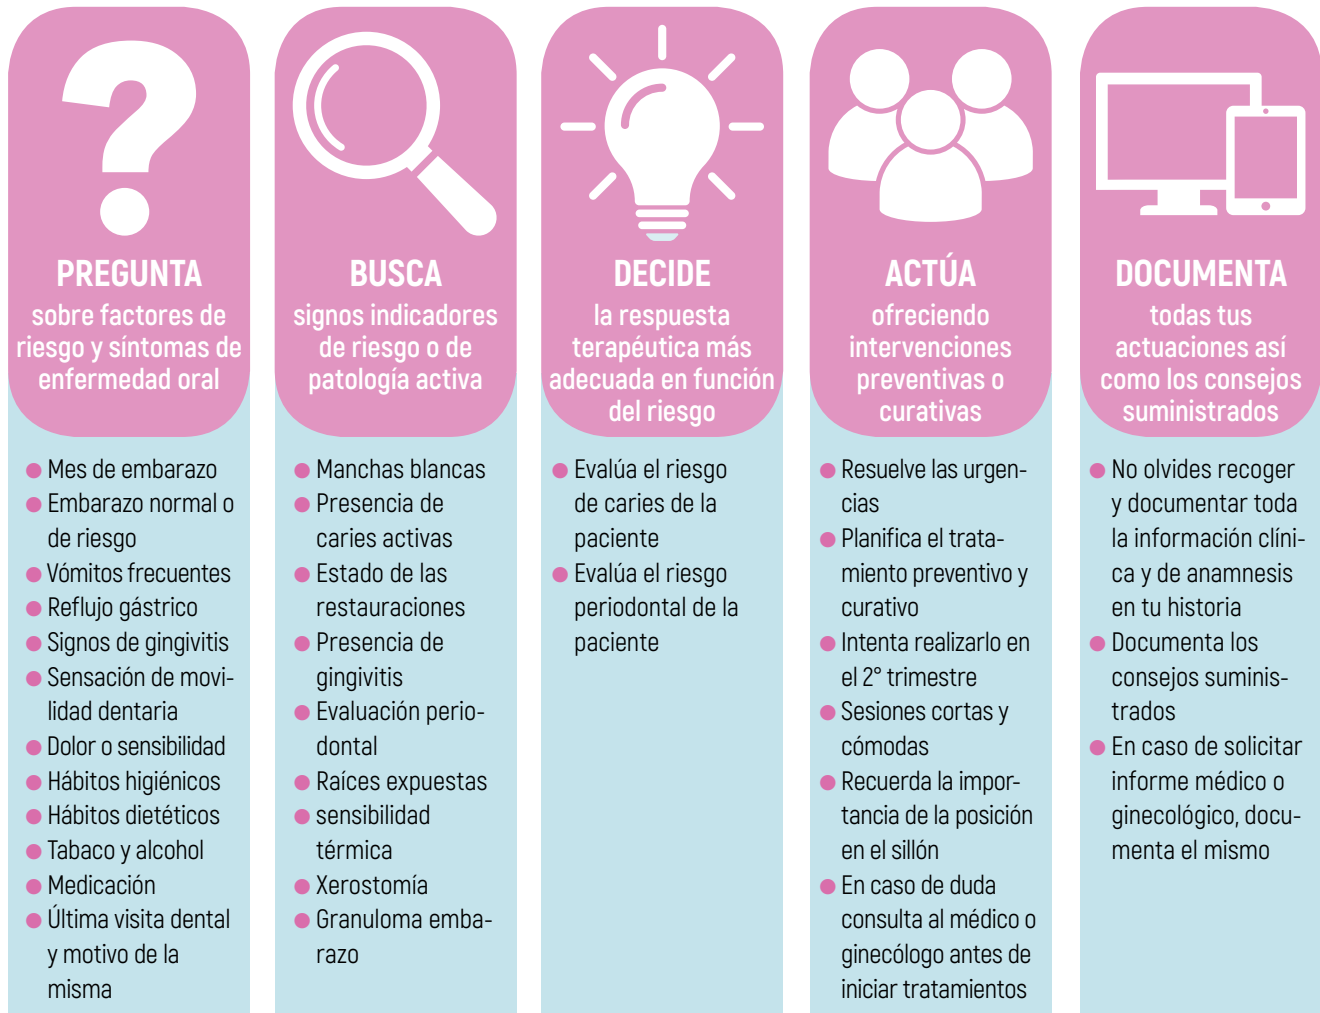 PREGUNTA
sobre factores de
riesgo y síntomas de
enfermedad oral
● Mes de embarazo
● Embarazo normal o
de riesgo
● Vómitos frecuentes
● Reflujo gástrico
● Signos de gingivitis
● Sensación de movi-
lidad dentaria
● Dolor o sensibilidad
● Hábitos higiénicos
● Hábitos dietéticos
● Tabaco y alcohol
● Medicación
● Última visita dental
y motivo de la
misma
BUSCA
signos indicadores
de riesgo o de
patología activa
● Manchas blancas
● Presencia de
caries activas
● Estado de las
restauraciones
● Presencia de
gingivitis
● Evaluación perio-
dontal
● Raíces expuestas
● sensibilidad
térmica
● Xerostomía
● Granuloma emba-
razo
DECIDE
la respuesta
terapéutica más
adecuada en función
del riesgo
● Evalúa el riesgo
de caries de la
paciente
● Evalúa el riesgo
periodontal de la
paciente
ACTÚA
ofreciendo
intervenciones
preventivas o
curativas
● Resuelve las urgen-
cias
● Planifica el trata-
miento preventivo y
curativo
● Intenta realizarlo en
el 2° trimestre
● Sesiones cortas y
cómodas
● Recuerda la impor-
tancia de la posición
en el sillón
● En caso de duda
consulta al médico o
ginecólogo antes de
iniciar tratamientos
DOCUMENTA
todas tus
actuaciones así
como los consejos
suministrados
● No olvides recoger
y documentar toda
la información clíni-
ca y de anamnesis
en tu historia
● Documenta los
consejos suminis-
trados
● En caso de solicitar
informe médico o
ginecológico, docu-
menta el mismo